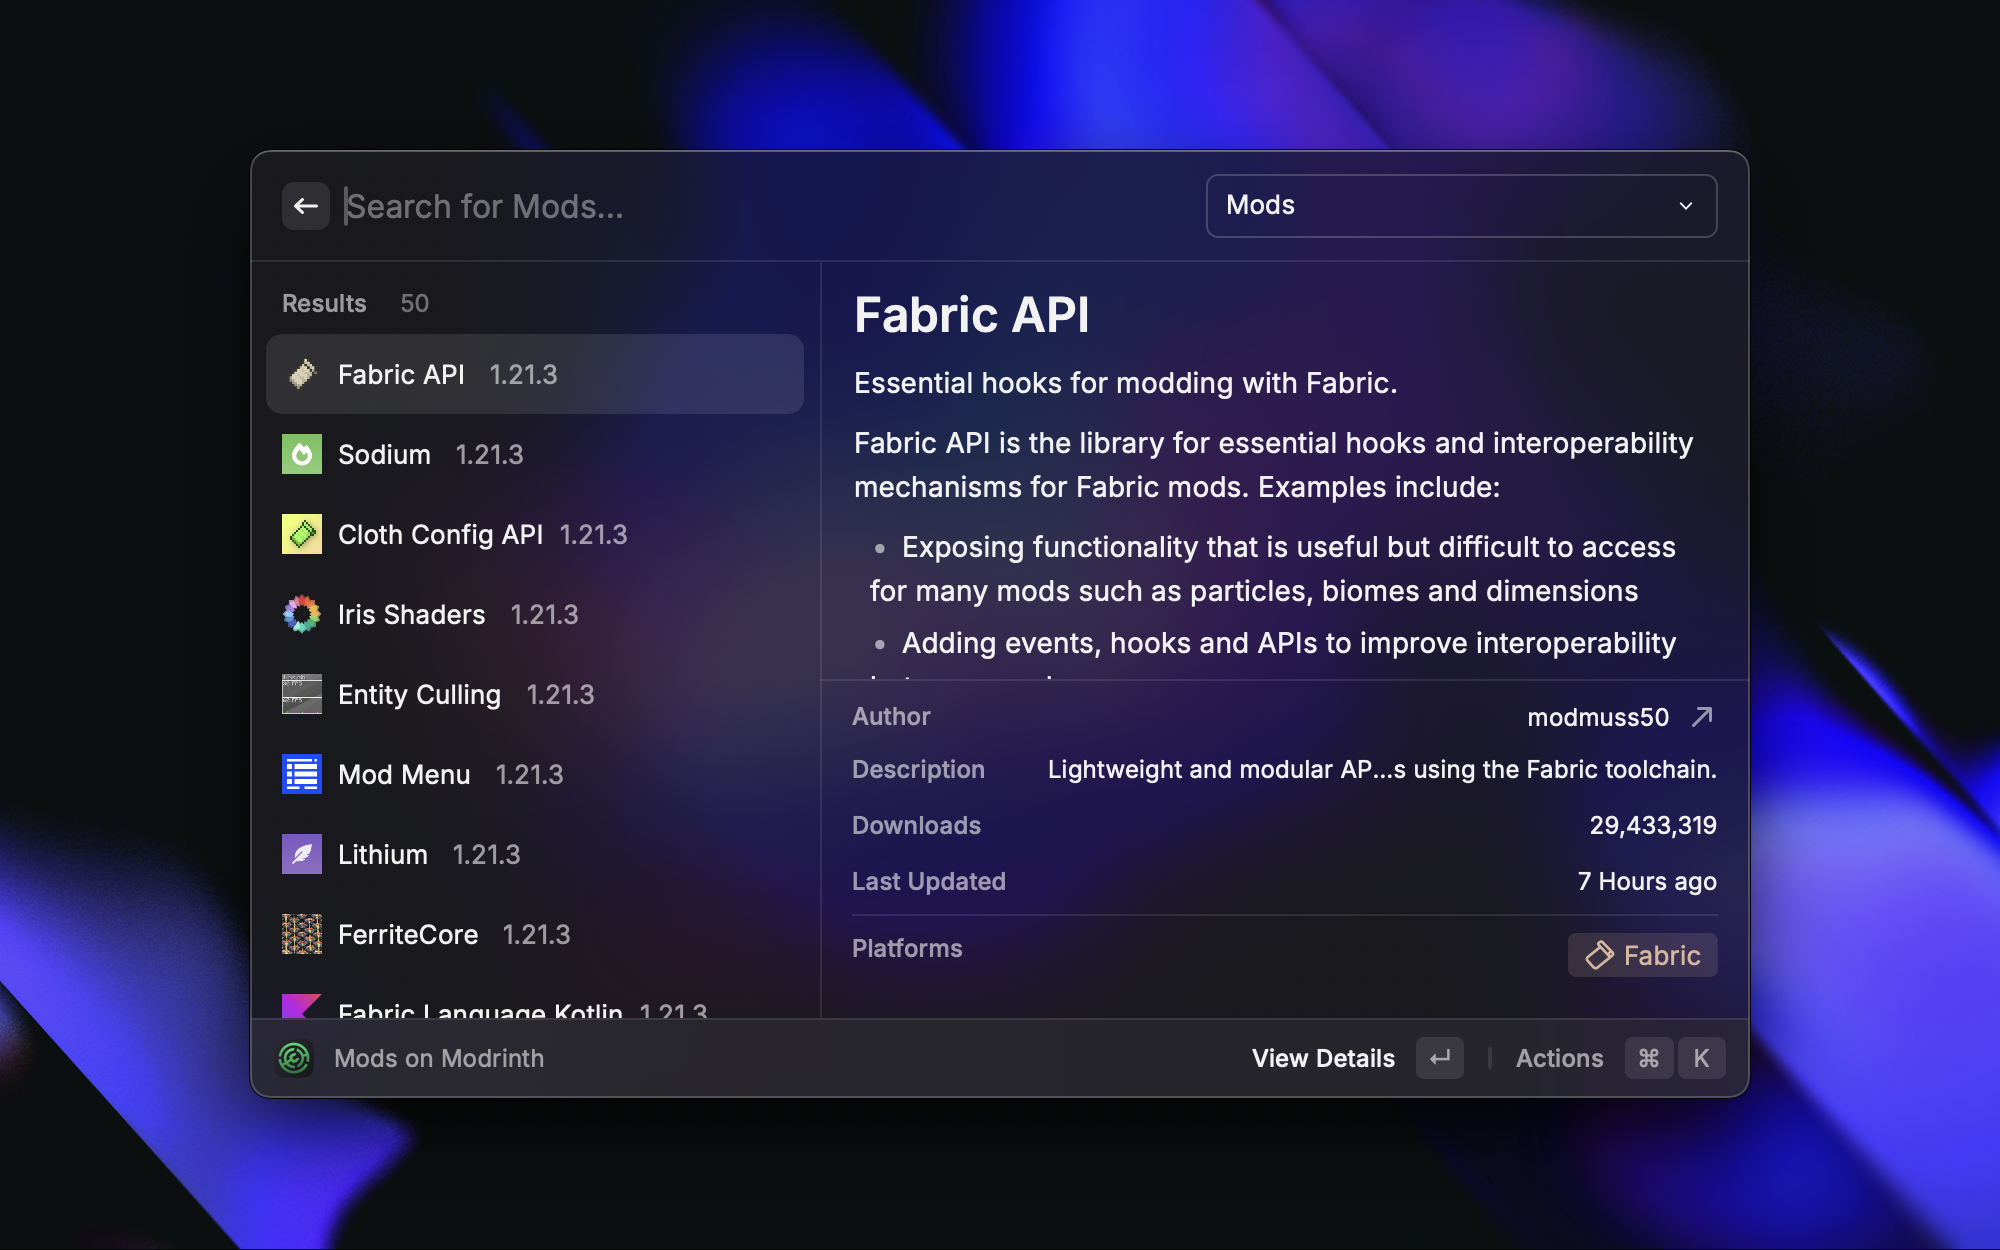 Search for Mods...
Mods
Results 50
Fabric API 1.21.3
Sodium 1.21.3
Cloth Config API 1.21.3
Iris Shaders 1.21.3
Entity Culling 1.21.3
Mod Menu 1.21.3
Lithium 1.21.3
FerriteCore 1.21.3
Fabric Language Kotlin 1.21.3
Fabric API
Essential hooks for modding with Fabric.
Fabric API is the library for essential hooks and interoperability
mechanisms for Fabric mods. Examples include:
• Exposing functionality that is useful but difficult to access
for many mods such as particles, biomes and dimensions
• Adding events, hooks and APIs to improve interoperability
Author modmuss50
Description Lightweight and modular AP...s using the Fabric toolchain.
Downloads 29,433,319
Last Updated 7 Hours ago
Platforms Fabric
Mods on Modrinth
View Details ↵ Actions ⌘ K